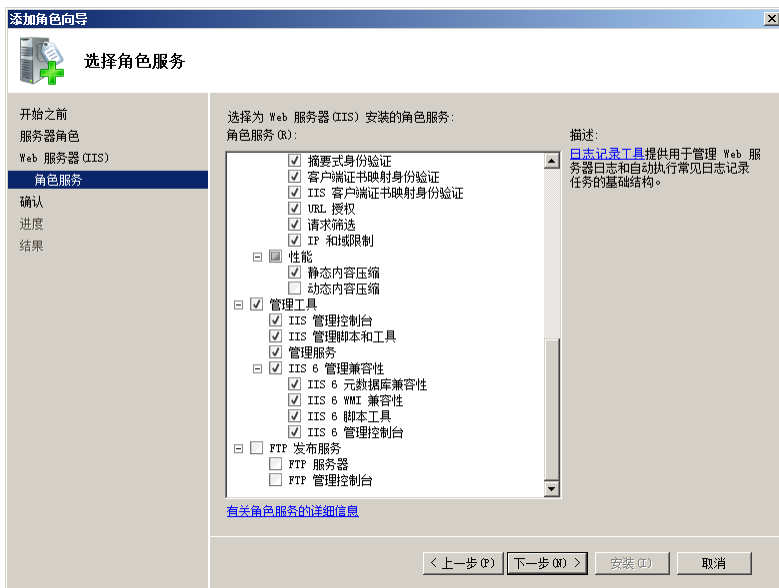 添加角色向导
选择角色服务
开始之前
服务器角色
Web 服务器(IIS)
角色服务
确认
进度
结果
选择为 Web 服务器(IIS) 安装的角色服务:
角色服务(R):
摘要式身份验证
客户端证书映射身份验证
IIS 客户端证书映射身份验证
URL 授权
请求筛选
IP 和域限制
性能
静态内容压缩
动态内容压缩
管理工具
IIS 管理控制台
IIS 管理脚本和工具
管理服务
IIS 6 管理兼容性
IIS 6 元数据库兼容性
IIS 6 WMI 兼容性
IIS 6 脚本工具
IIS 6 管理控制台
FTP 发布服务
FTP 服务器
FTP 管理控制台
有关角色服务的详细信息
描述:
日志记录工具提供用于管理 Web 服
务器日志和自动执行常见日志记录
任务的基础结构。
< 上一步(P)
下一步(N) >
安装(I)
取消